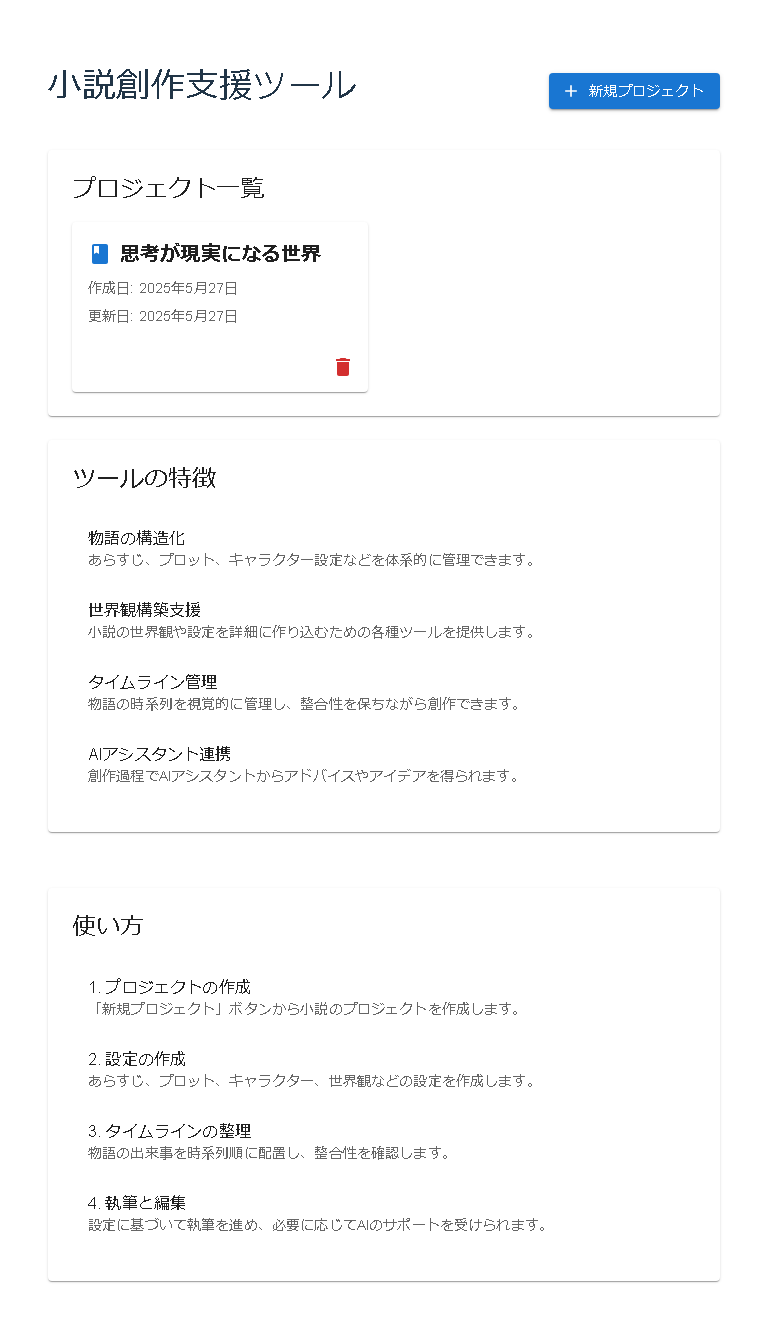 小説創作支援ツール
新規プロジェクト
プロジェクト一覧
思考が現実になる世界
作成日: 2025年5月27日
更新日: 2025年5月27日
ツールの特徴
物語の構造化
あらすじ、プロット、キャラクター設定などを体系的に管理できます。
世界観構築支援
小説の世界観や設定を詳細に作り込むための各種ツールを提供します。
タイムライン管理
物語の時系列を視覚的に管理し、整合性を保ちながら創作できます。
AIアシスタント連携
創作過程でAIアシスタントからアドバイスやアイデアを得られます。
使い方
1. プロジェクトの作成
「新規プロジェクト」ボタンから小説のプロジェクトを作成します。
2. 設定の作成
あらすじ、プロット、キャラクター、世界観などの設定を作成します。
3. タイムラインの整理
物語の出来事を時系列順に配置し、整合性を確認します。
4. 執筆と編集
設定に基づいて執筆を進め、必要に応じてAIのサポートを受けられます。